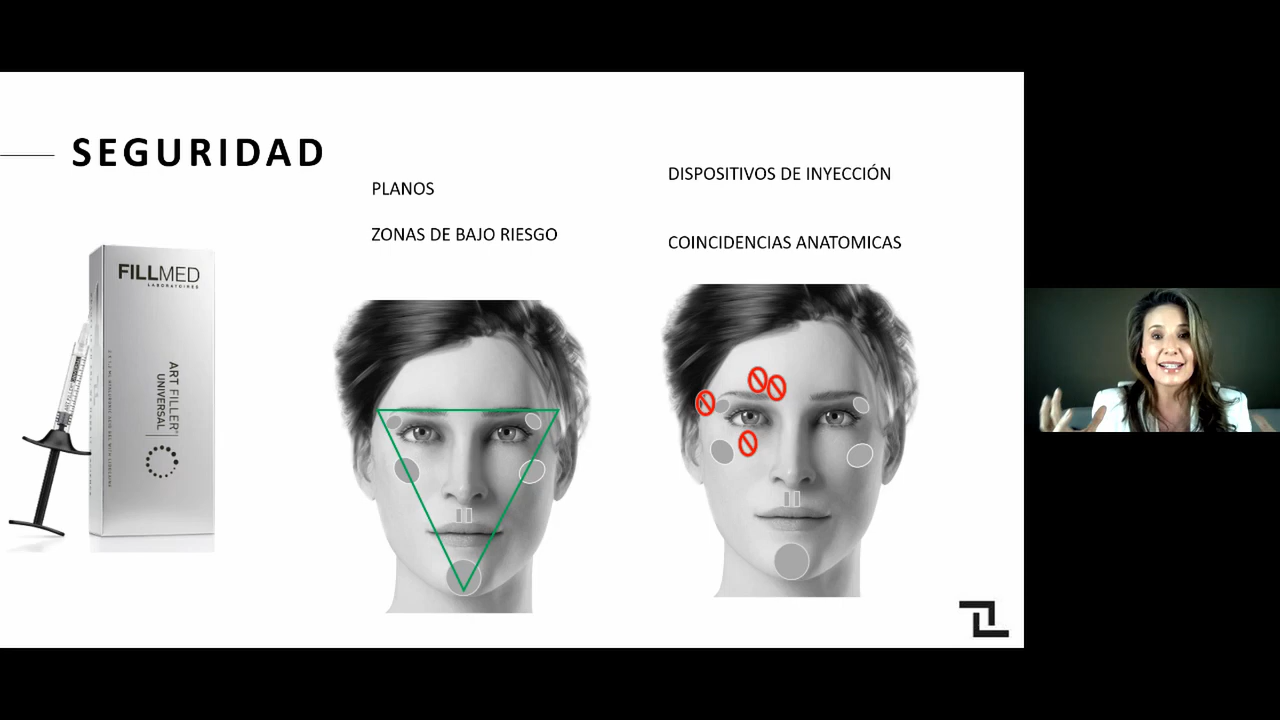 SEGURIDAD
PLANOS
ZONAS DE BAJO RIESGO
DISPOSITIVOS DE INYECCIÓN
COINCIDENCIAS ANATOMICAS
FILLMED
LABORATOIRES
ART FILLER
UNIVERSAL